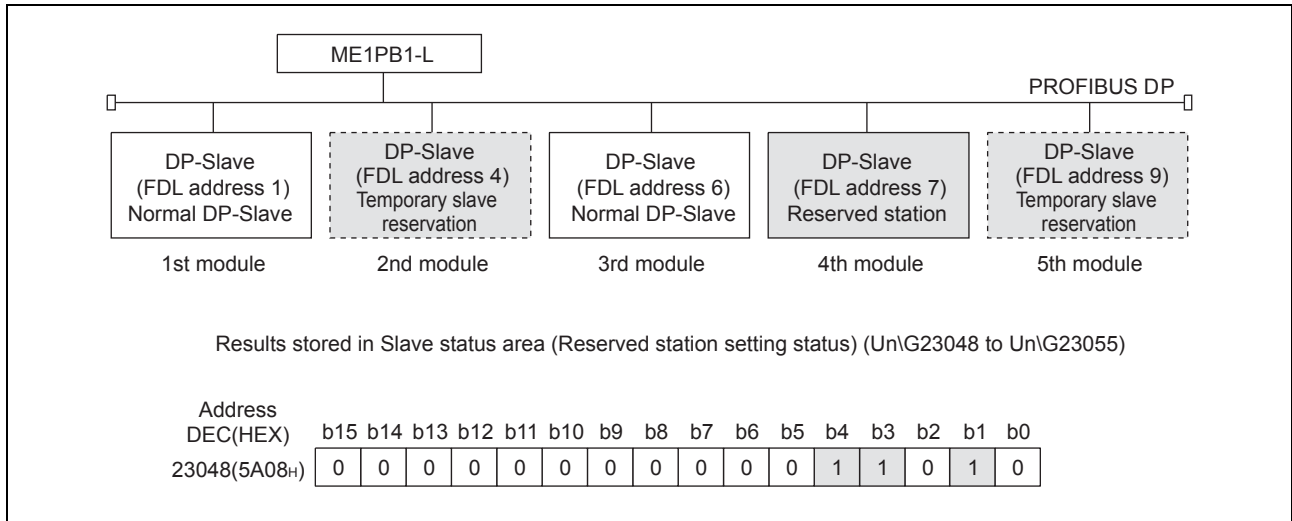 ME1PB1-L
PROFIBUS DP
DP-Slave
(FDL address 1)
Normal DP-Slave
DP-Slave
(FDL address 4)
Temporary slave
reservation
DP-Slave
(FDL address 6)
Normal DP-Slave
DP-Slave
(FDL address 7)
Reserved station
DP-Slave
(FDL address 9)
Temporary slave
reservation
1st module
2nd module
3rd module
4th module
5th module
Results stored in Slave status area (Reserved station setting status) (Un\G23048 to Un\G23055)
Address
DEC(HEX) b15 b14 b13 b12 b11 b10 b9 b8 b7 b6 b5 b4 b3 b2 b1 b0
23048(5A08H) 0 0 0 0 0 0 0 0 0 0 0 1 1 0 1 0